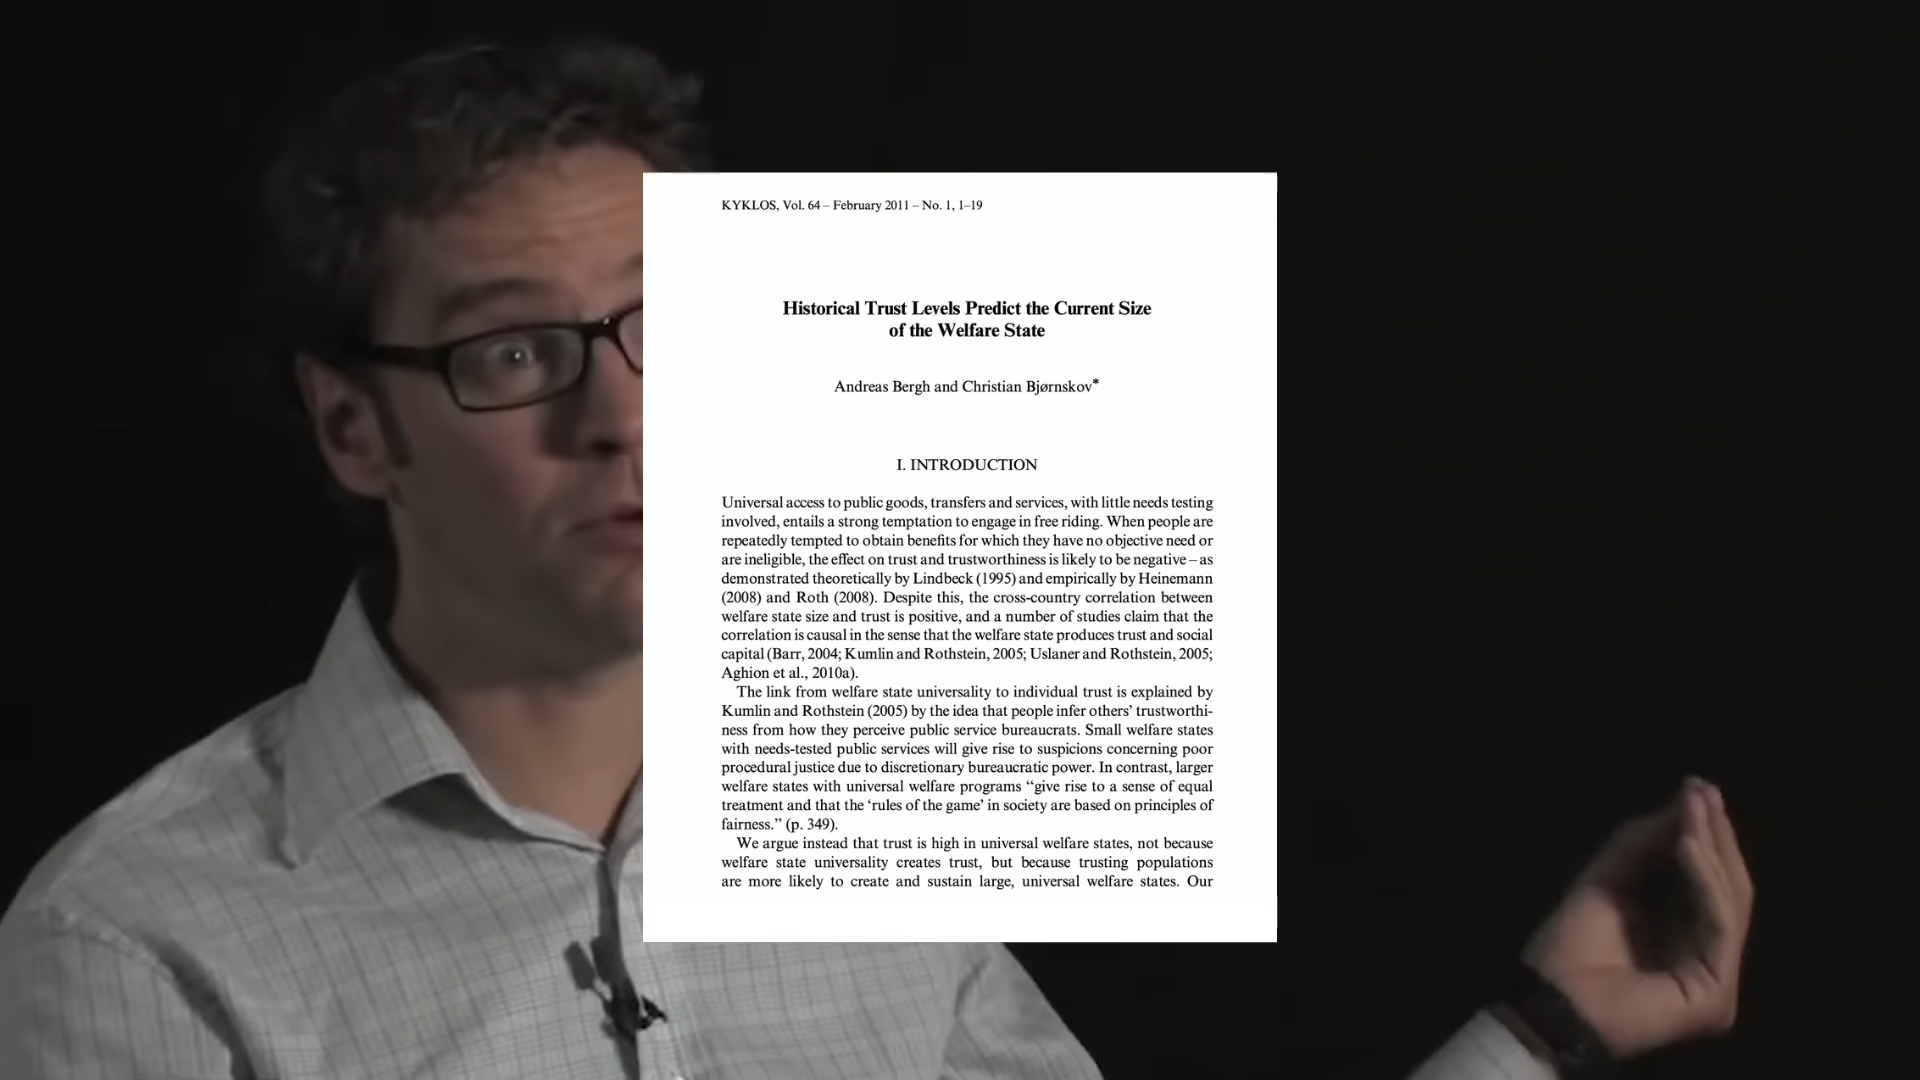 KYKLOS, Vol. 64 – February 2011 – No. 1, 1–19
Historical Trust Levels Predict the Current Size
of the Welfare State
Andreas Bergh and Christian Bjørnskov*
I. INTRODUCTION
Universal access to public goods, transfers and services, with little needs testing
involved, entails a strong temptation to engage in free riding. When people are
repeatedly tempted to obtain benefits for which they have no objective need or
are ineligible, the effect on trust and trustworthiness is likely to be negative – as
demonstrated theoretically by Lindbeck (1995) and empirically by Heinemann
(2008) and Roth (2008). Despite this, the cross-country correlation between
welfare state size and trust is positive, and a number of studies claim that the
correlation is causal in the sense that the welfare state produces trust and social
capital (Barr, 2004; Kumlin and Rothstein, 2005; Uslaner and Rothstein, 2005;
Aghion et al., 2010a).
The link from welfare state universality to individual trust is explained by
Kumlin and Rothstein (2005) by the idea that people infer others’ trustworthi-
ness from how they perceive public service bureaucrats. Small welfare states
with needs-tested public services will give rise to suspicions concerning poor
procedural justice due to discretionary bureaucratic power. In contrast, larger
welfare states with universal welfare programs “give rise to a sense of equal
treatment and that the ‘rules of the game’ in society are based on principles of
fairness.” (p. 349).
We argue instead that trust is high in universal welfare states, not because
welfare state universality creates trust, but because trusting populations
are more likely to create and sustain large, universal welfare states. Our